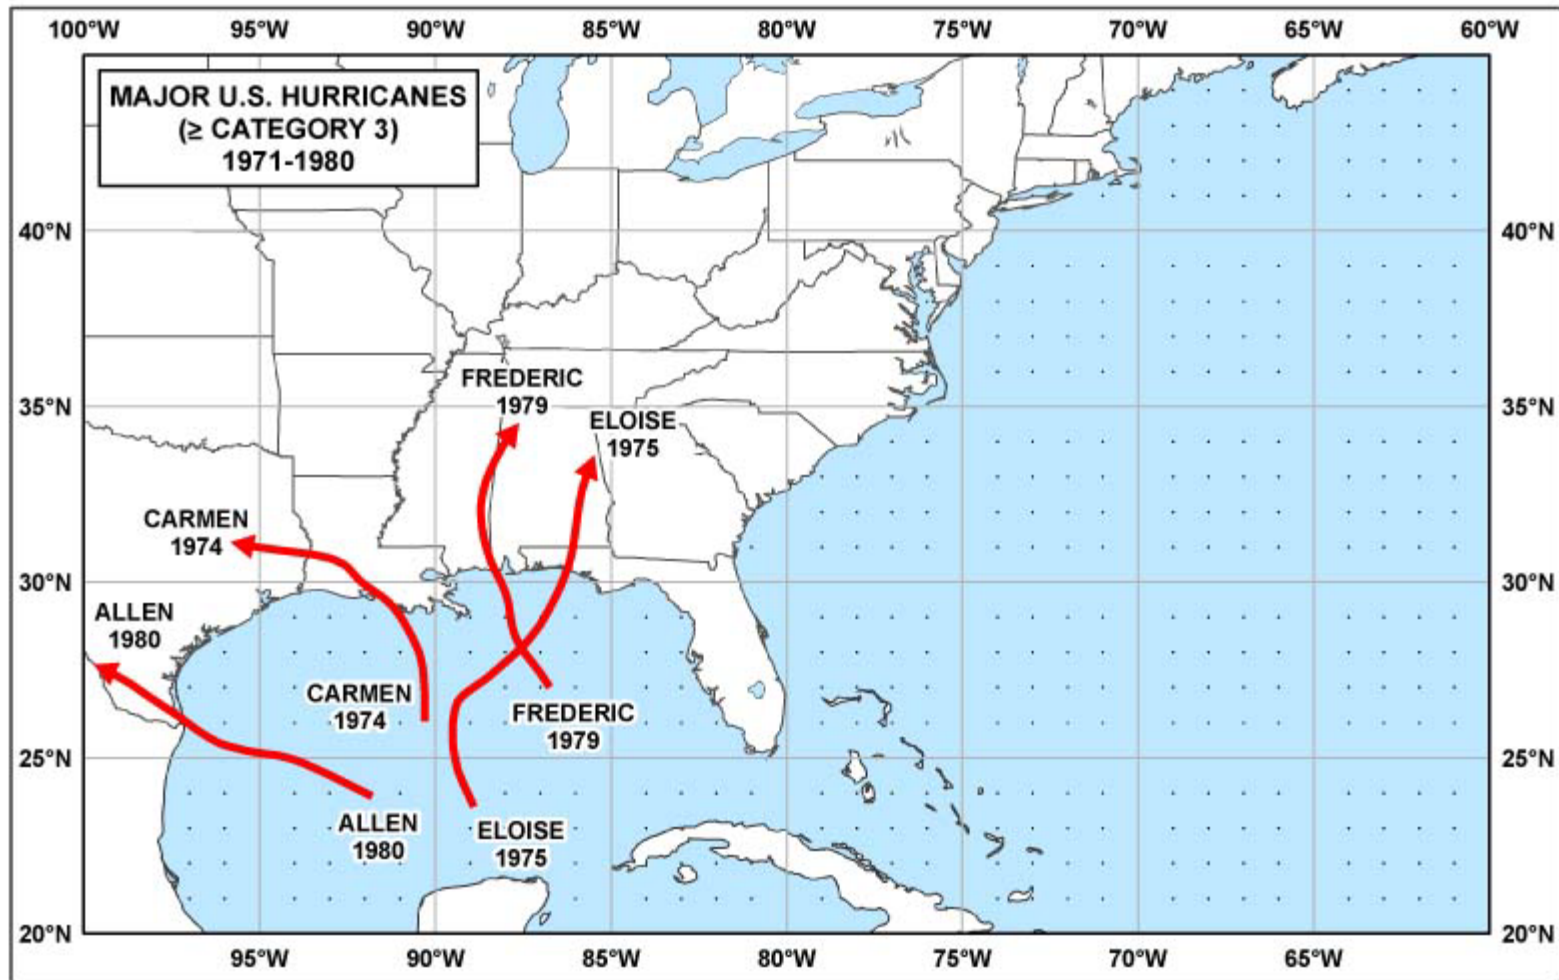 100°W 95°W 90°W 85°W 80°W 75°W 70°W 65°W 60°W
MAJOR U.S. HURRICANES
(≥ CATEGORY 3)
1971-1980
40°N 40°N
FREDERIC
1979
35°N 35°N
ELOISE
1975
CARMEN
1974
30°N 30°N
ALLEN
1980
CARMEN
1974
FREDERIC
1979
25°N 25°N
ALLEN
1980
ELOISE
1975
20°N 20°N
95°W 90°W 85°W 80°W 75°W 70°W 65°W